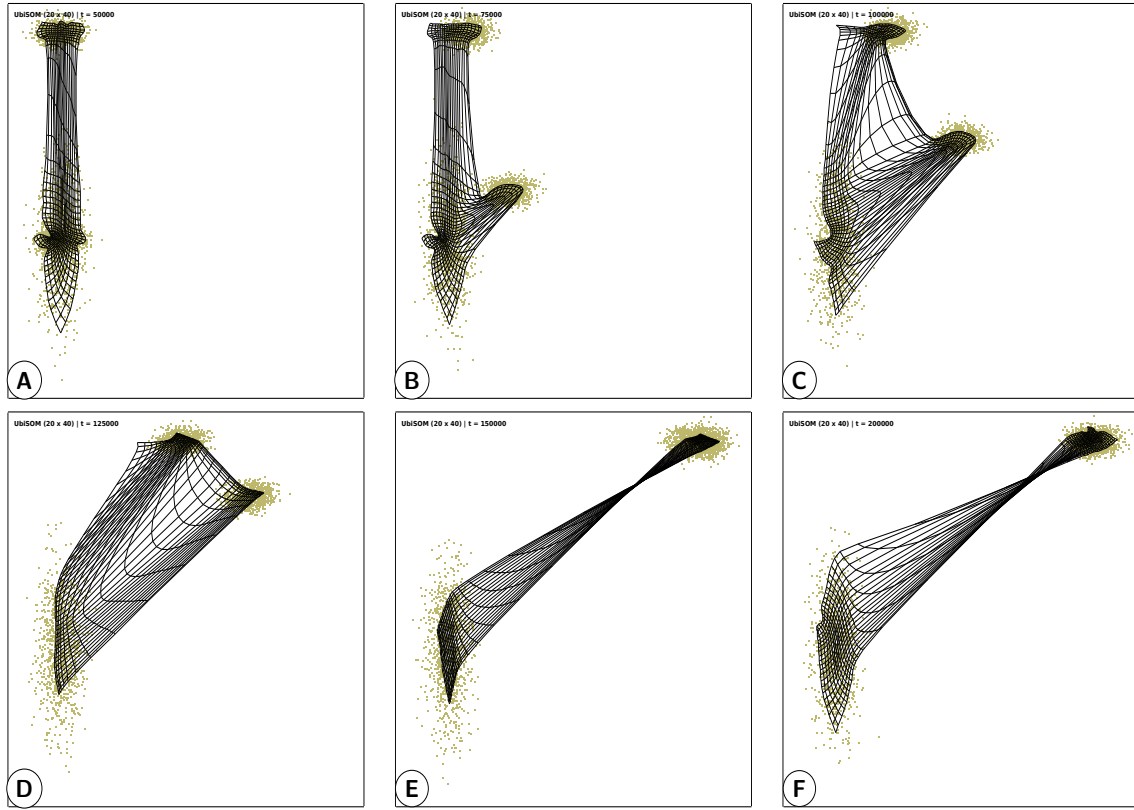 UbiSOM (20 x 40) | t = 50000
UbiSOM (20 x 40) | t = 75000
UbiSOM (20 x 40) | t = 100000
A
B
C
UbiSOM (20 x 40) | t = 125000
UbiSOM (20 x 40) | t = 150000
UbiSOM (20 x 40) | t = 200000
D
E
F